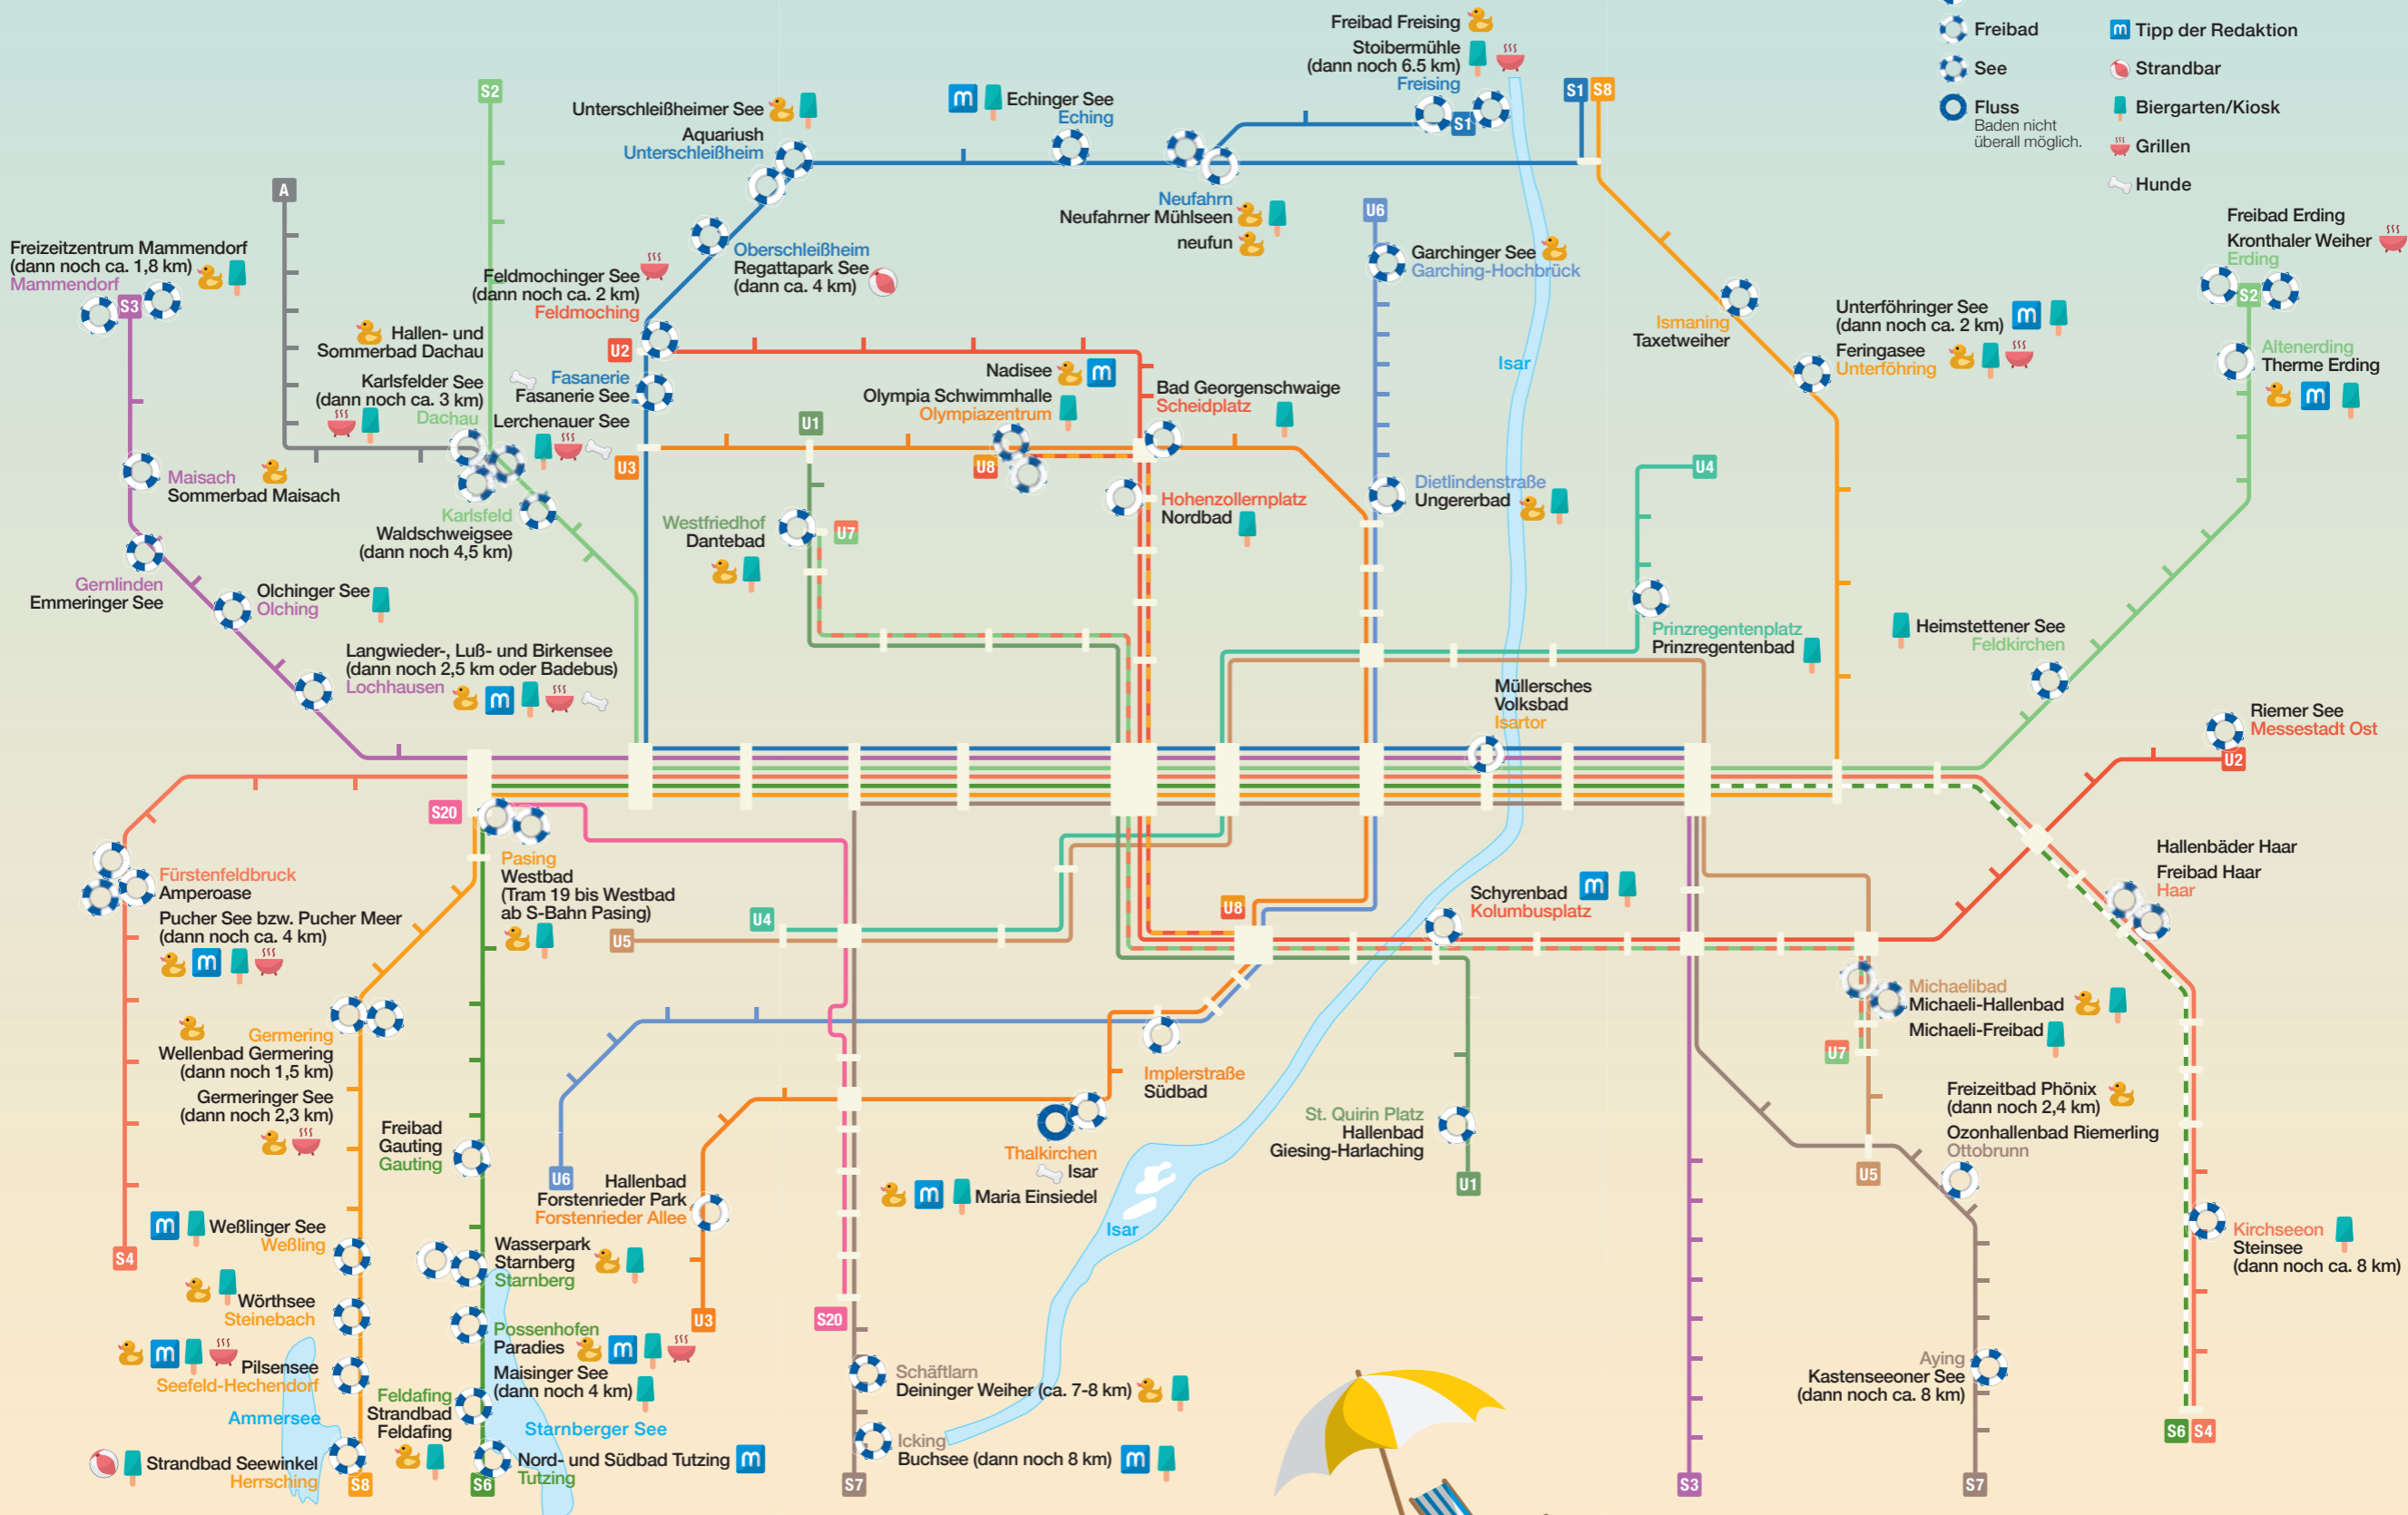 Freibad
See
Fluss
Baden nicht
überall möglich.
m Tipp der Redaktion
Strandbar
Biergarten/Kiosk
Grillen
Hunde
Freibad Freising
Stoibermühle
(dann noch 6.5 km)
Freising
S1
S1 S8
S2
Unterschleißheimer See
Aquariush
Unterschleißheim
m Echinger See
Eching
Neufahrn
Neufahrner Mühlseen
neufun
A
U6
Garchinger See
Garching-Hochbrück
Isar
Freibad Erding
Kronthaler Weiher
Erding
S2
Altenerding
Therme Erding
m
Freizeitzentrum Mammendorf
(dann noch ca. 1,8 km)
Mammendorf
S3
Oberschleißheim
Regattapark See
(dann ca. 4 km)
Feldmochinger See
(dann noch ca. 2 km)
Feldmoching
U2
Ismaning
Taxetweiher
Unterföhringer See
(dann noch ca. 2 km) m
Feringasee
Unterföhring
Hallen- und
Sommerbad Dachau
Karlsfelder See
(dann noch ca. 3 km)
Dachau
Fasanerie
Fasanerie See
Lerchenauer See
U3
Nadisee m
Olympia Schwimmhalle
Olympiazentrum
U8
Bad Georgenschwaige
Scheidplatz
U1
Maisach
Sommerbad Maisach
Karlsfeld
Waldschweigsee
(dann noch 4,5 km)
Westfriedhof
Dantebad
U7
Hohenzollernplatz
Nordbad
Dietlindenstraße
Ungererbad
U4
Gernlinden
Emmeringer See
Olchinger See
Olching
Langwieder-, Luß- und Birkensee
(dann noch 2,5 km oder Badebus)
Lochhausen
m
Prinzregentenplatz
Prinzregentenbad
Heimstettener See
Feldkirchen
Müllersches
Volksbad
Isartor
Riemer See
Messestadt Ost
U2
S20
Pasing
Westbad
(Tram 19 bis Westbad
ab S-Bahn Pasing)
Fürstenfeldbruck
Amperoase
Pucher See bzw. Pucher Meer
(dann noch ca. 4 km)
m
U4
U5
U8
Schyrenbad m
Kolumbusplatz
Hallenbäder Haar
Freibad Haar
Haar
Germering
Wellenbad Germering
(dann noch 1,5 km)
Germeringer See
(dann noch 2,3 km)
Michaelibad
Michaeli-Hallenbad
Michaeli-Freibad
U7
Implerstraße
Südbad
Freizeitbad Phönix
(dann noch 2,4 km)
Ozonhallenbad Riemerling
Ottobrunn
U5
Freibad
Gauting
Gauting
St. Quirin Platz
Hallenbad
Giesing-Harlaching
U1
Thalkirchen
Isar
m Maria Einsiedel
Isar
U6
Hallenbad
Forstenrieder Park
Forstenrieder Allee
U3
m Weßlinger See
Weßling
S4
Wasserpark
Starnberg
Starnberg
Kirchseeon
Steinsee
(dann noch ca. 8 km)
Wörthsee
Steinebach
Possenhofen
Paradies m
Maisinger See
(dann noch 4 km)
S20
m Pilsensee
Seefeld-Hechendorf
Ammersee
Feldafing
Strandbad
Feldafing
Starnberger See
Schäftlarn
Deininger Weiher (ca. 7-8 km)
Aying
Kastenseeoner See
(dann noch ca. 8 km)
S6 S4
Strandbad Seewinkel
Herrsching
S8
S6
Nord- und Südbad Tutzing m
Tutzing
Icking
Buchsee (dann noch 8 km) m
S7
S3
S7